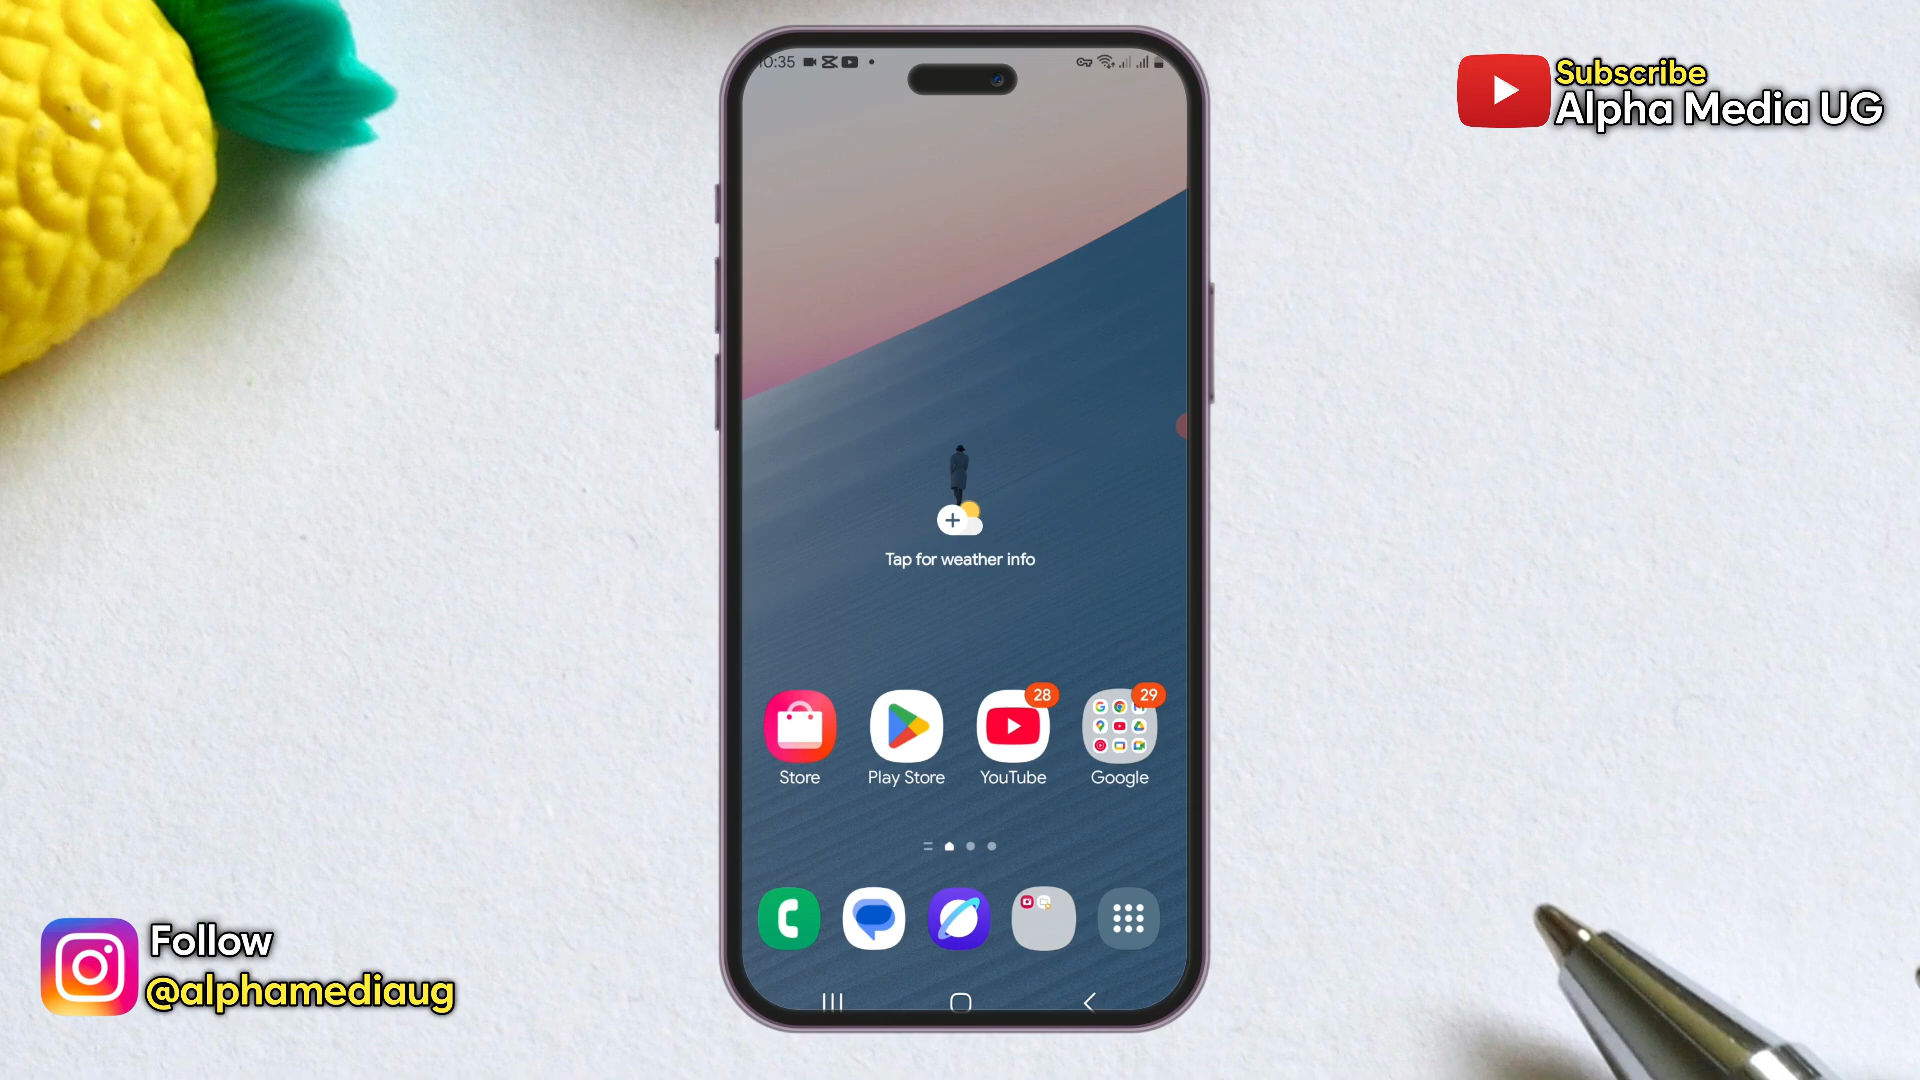 Subscribe
Alpha Media UG
0:35
Tap for weather info
28
29
Store
Play Store
YouTube
Google
Follow
@alphamediaug